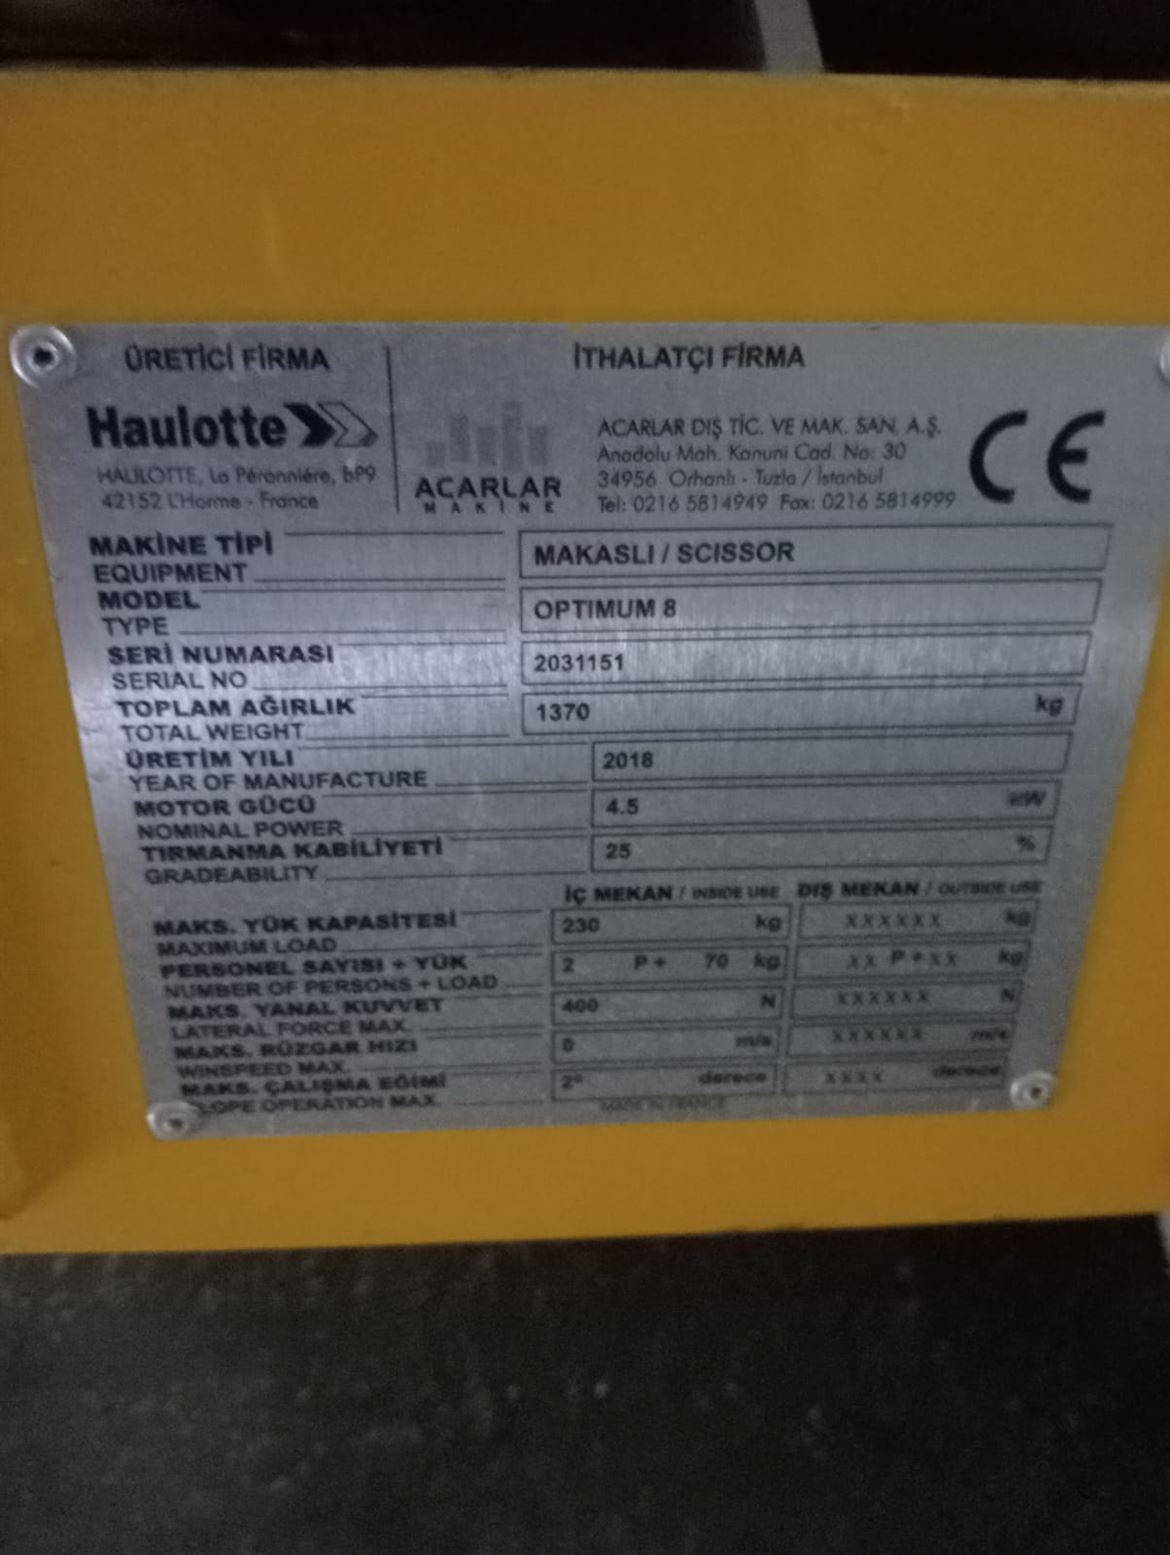 ÜRETİCİ FİRMA
İTHALATÇI FİRMA
Haulotte
HAULOTTE, La Péronnière, bP9
42152 L'Horme - France
ACARLAR
MAKİNE
ACARLAR DIŞ TİC. VE MAK. SAN. A.Ş.
Anadolu Mah. Kanuni Cad. No: 30
34956 Orhanlı - Tuzla / İstanbul
Tel: 0216 5814949 Fax: 0216 5814999
CE
MAKİNE TİPİ
EQUIPMENT
MAKASLI / SCISSOR
MODEL
TYPE
OPTIMUM 8
SERİ NUMARASI
SERIAL NO
2031151
TOPLAM AĞIRLIK
TOTAL WEIGHT
1370 kg
ÜRETİM YILI
YEAR OF MANUFACTURE
2018
MOTOR GÜCÜ
NOMINAL POWER
4.5 kW
TIRMANMA KABİLİYETİ
GRADEABILITY
25 %
İÇ MEKAN / INSIDE USE DIŞ MEKAN / OUTSIDE USE
MAKS. YÜK KAPASİTESİ
MAXIMUM LOAD
230 kg XXXXXX kg
PERSONEL SAYISI + YÜK
NUMBER OF PERSONS + LOAD
2 P + 70 kg XX P + XX kg
MAKS. YANAL KUVVET
LATERAL FORCE MAX.
400 N XXXXXX N
MAKS. RÜZGAR HIZI
WINSPEED MAX.
0 m/s XXXXXX m/s
MAKS. ÇALIŞMA EĞİMİ
SLOPE OPERATION MAX.
2° derece XXXX derece
MADE IN FRANCE